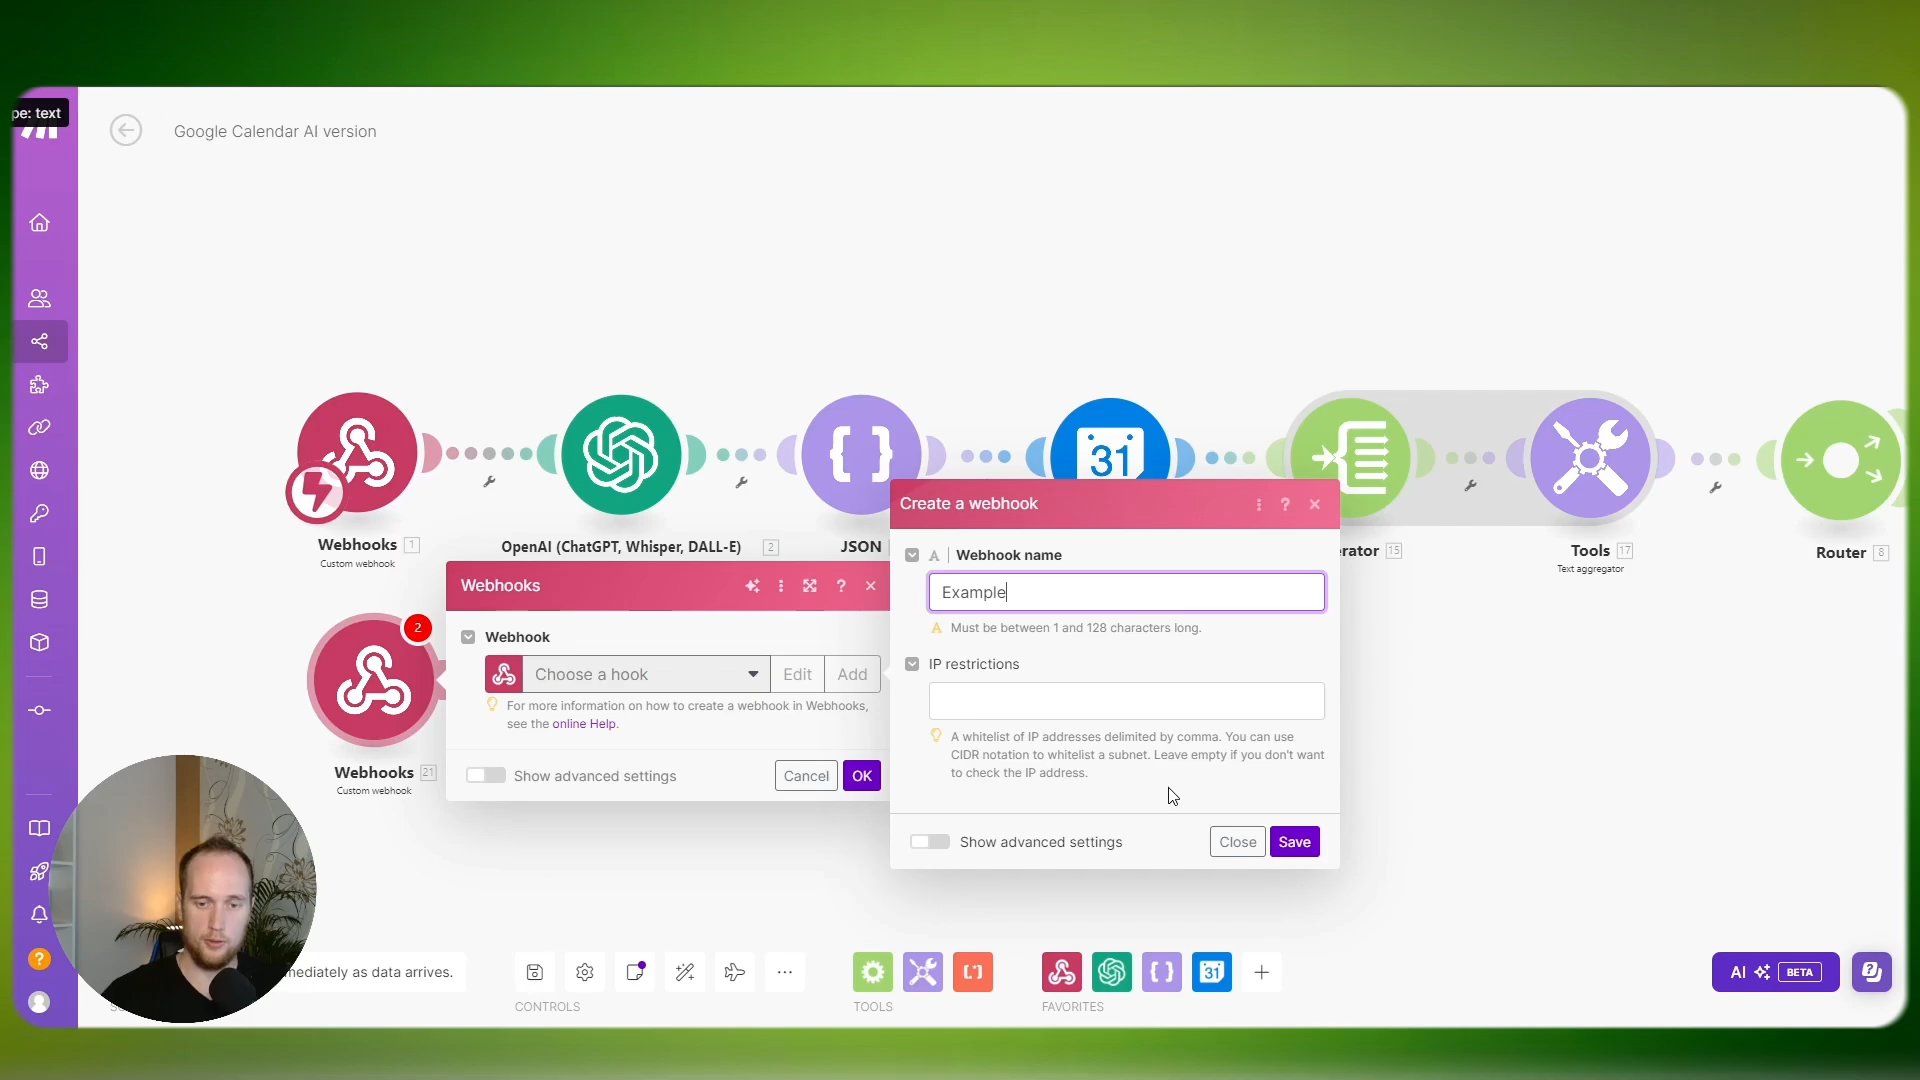 pe: text
Google Calendar AI version
31
Webhooks 1
Custom webhook
OpenAI (ChatGPT, Whisper, DALL-E) 2
JSON
rator 15
Tools 17
Text aggregator
Router 8
2
Webhooks 21
Custom webhook
Webhooks
?
Webhook
Choose a hook
Edit
Add
For more information on how to create a webhook in Webhooks,
see the online Help.
Show advanced settings
Cancel
OK
Create a webhook
?
A
Webhook name
Example
A Must be between 1 and 128 characters long.
IP restrictions
A whitelist of IP addresses delimited by comma. You can use
CIDR notation to whitelist a subnet. Leave empty if you don't want
to check the IP address.
Show advanced settings
Close
Save
?
mediately as data arrives.
CONTROLS
TOOLS
31
FAVORITES
AI BETA
?